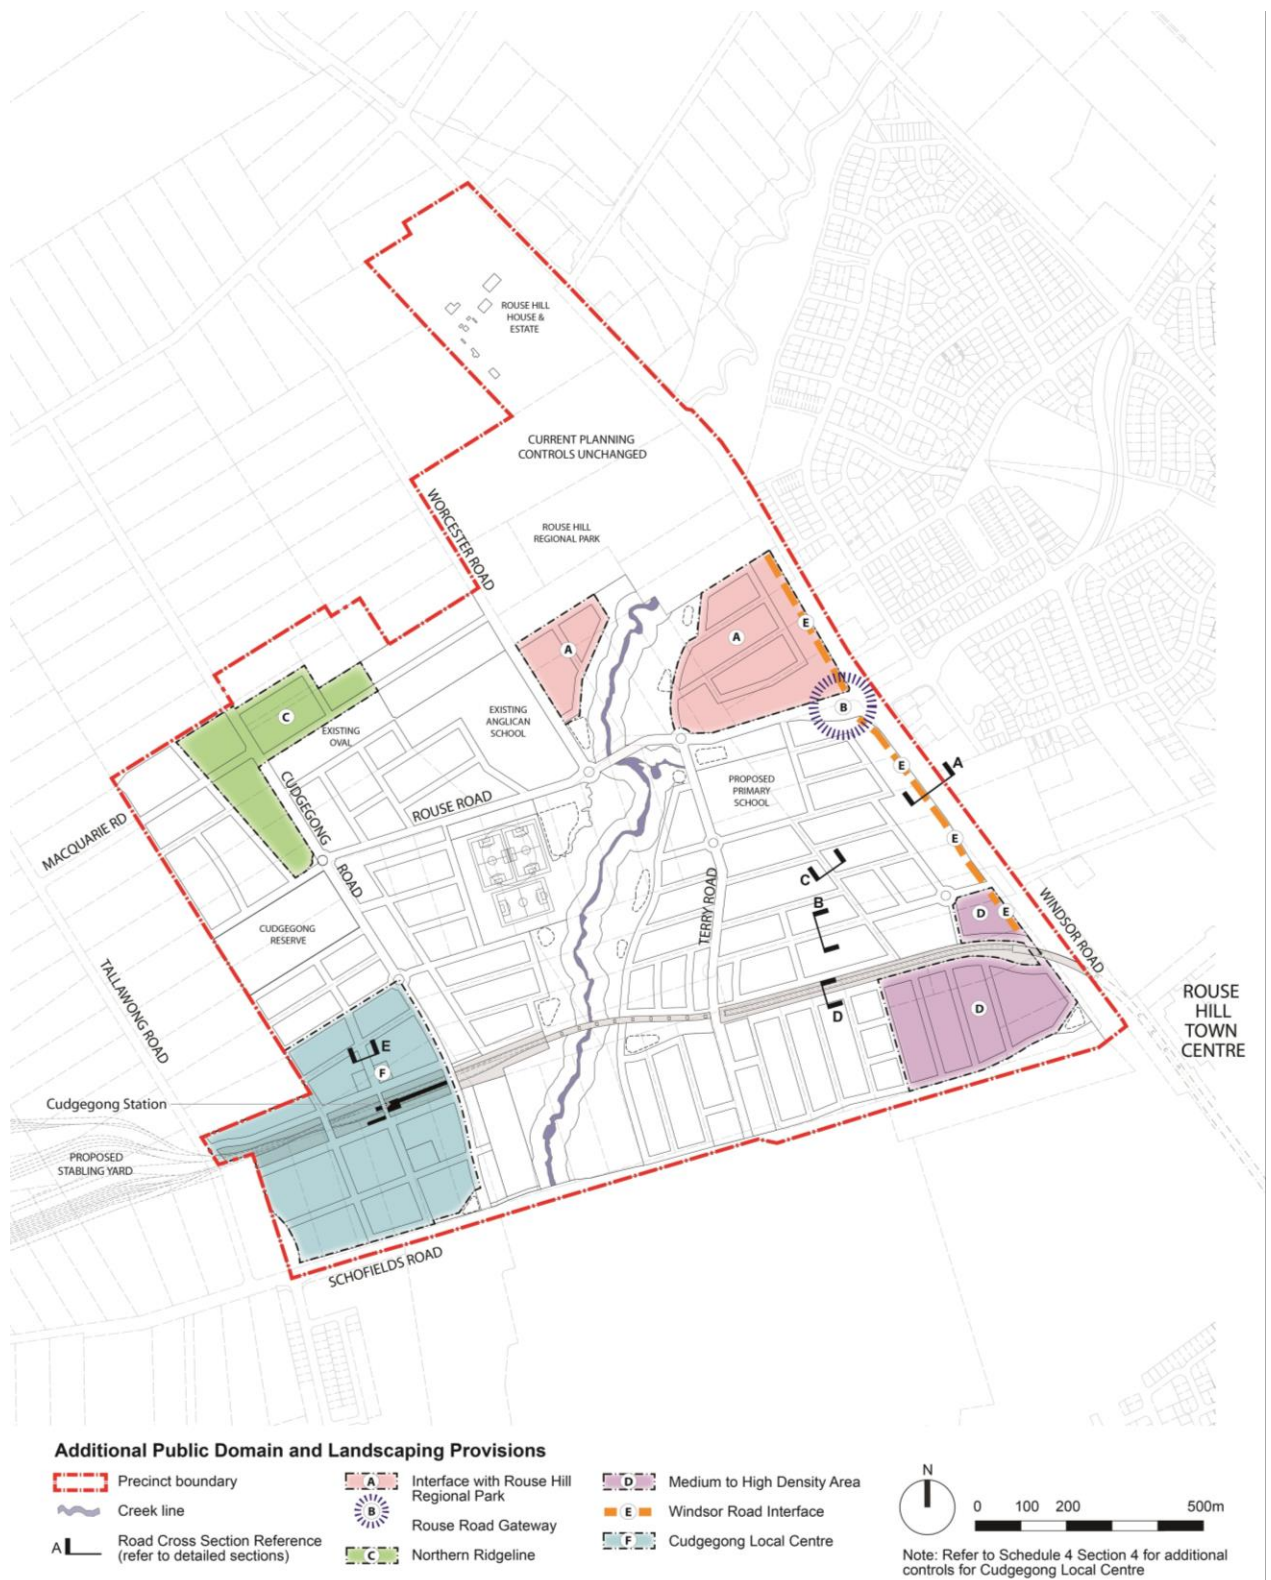 ROUSE HILL
HOUSE &
ESTATE
CURRENT PLANNING
CONTROLS UNCHANGED
WORCESTER ROAD
ROUSE HILL
REGIONAL PARK
A
A
E
B
C
EXISTING
OVAL
EXISTING
ANGLICAN
SCHOOL
E
A
CUDGEGONG
ROAD
ROUSE ROAD
PROPOSED
PRIMARY
SCHOOL
MACQUARIE RD
E
C
B
TERRY ROAD
D
E
WINDSOR ROAD
CUDGEGONG
RESERVE
TALLAWONG ROAD
D
D
ROUSE
HILL
TOWN
CENTRE
E
F
Cudgegong Station
PROPOSED
STABLING YARD
SCHOFIELDS ROAD
Additional Public Domain and Landscaping Provisions
Precinct boundary
Creek line
A
Road Cross Section Reference
(refer to detailed sections)
A
Interface with Rouse Hill
Regional Park
B
Rouse Road Gateway
C
Northern Ridgeline
D
Medium to High Density Area
E
Windsor Road Interface
F
Cudgegong Local Centre
N
0 100 200 500m
Note: Refer to Schedule 4 Section 4 for additional
controls for Cudgegong Local Centre